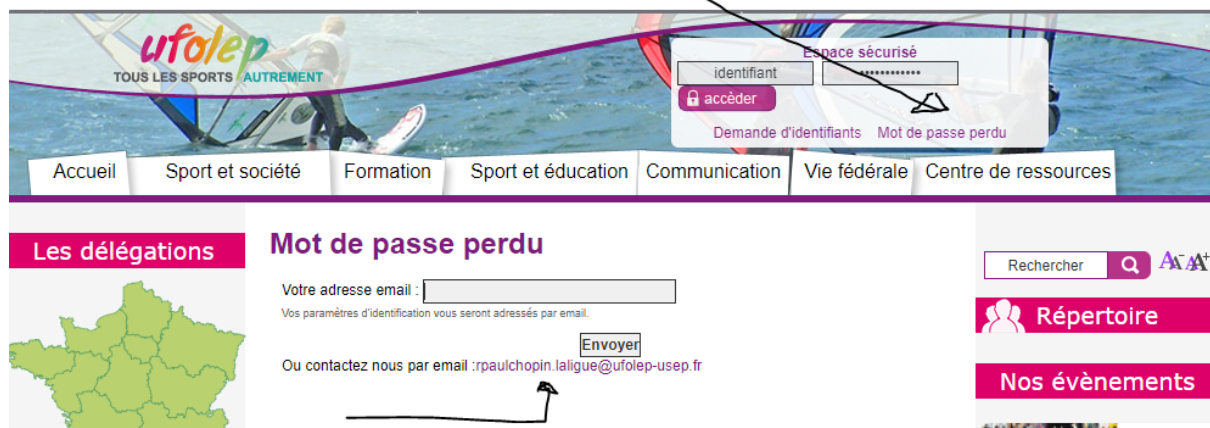 ufolep
TOUS LES SPORTS AUTREMENT
Espace sécurisé
identifiant ••••••••••••
accèder
Demande d'identifiants Mot de passe perdu
Accueil Sport et société Formation Sport et éducation Communication Vie fédérale Centre de ressources
Les délégations
Mot de passe perdu
Votre adresse email :
Vos paramètres d'identification vous seront adressés par email.
Envoyer
Ou contactez nous par email :rpaulchopin.laligue@ufolep-usep.fr
Rechercher A- A+
Répertoire
Nos évènements